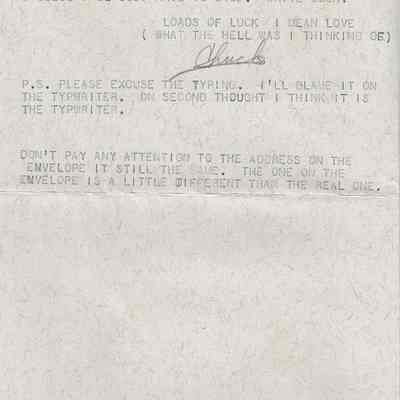 LOADS OF LUCK I MEAN LOVE
( WHAT THE HELL WAS I THINKING OF)
Chuck
P.S. PLEASE EXCUSE THE TYPING. I'LL BLAME IT ON
THE TYPWRITER. ON SECOND THOUGHT I THINK IT IS
THE TYPWRITER.
DON'T PAY ANY ATTENTION TO THE ADDRESS ON THE
ENVELOPE IT STILL THE SAME. THE ONE ON THE
ENVELOPE IS A LITTLE DIFFERENT THAN THE REAL ONE.